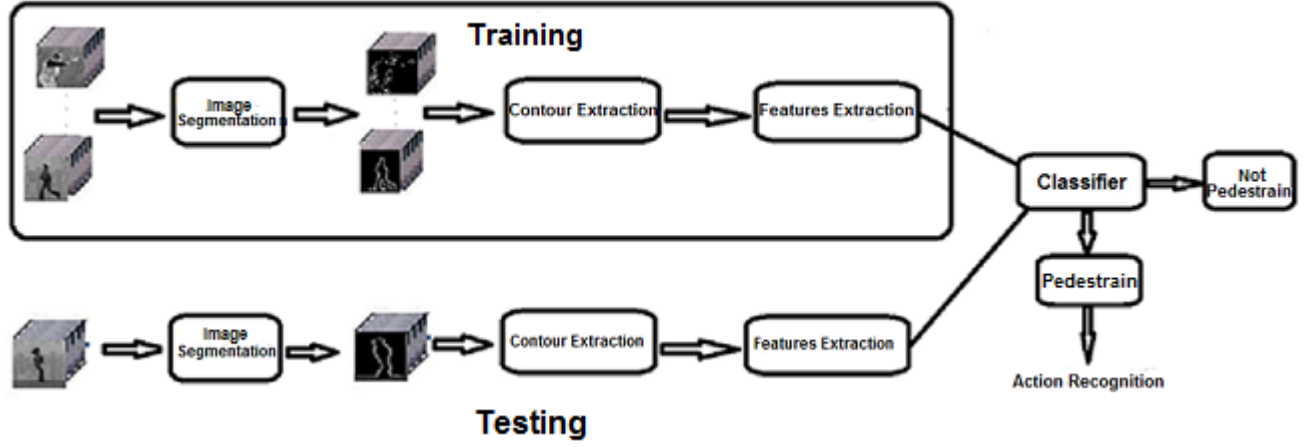 Training
Image
Segmentation
Contour Extraction
Features Extraction
Classifier
Not
Pedestrain
Pedestrain
Action Recognition
Image
Segmentation
Contour Extraction
Features Extraction
Testing